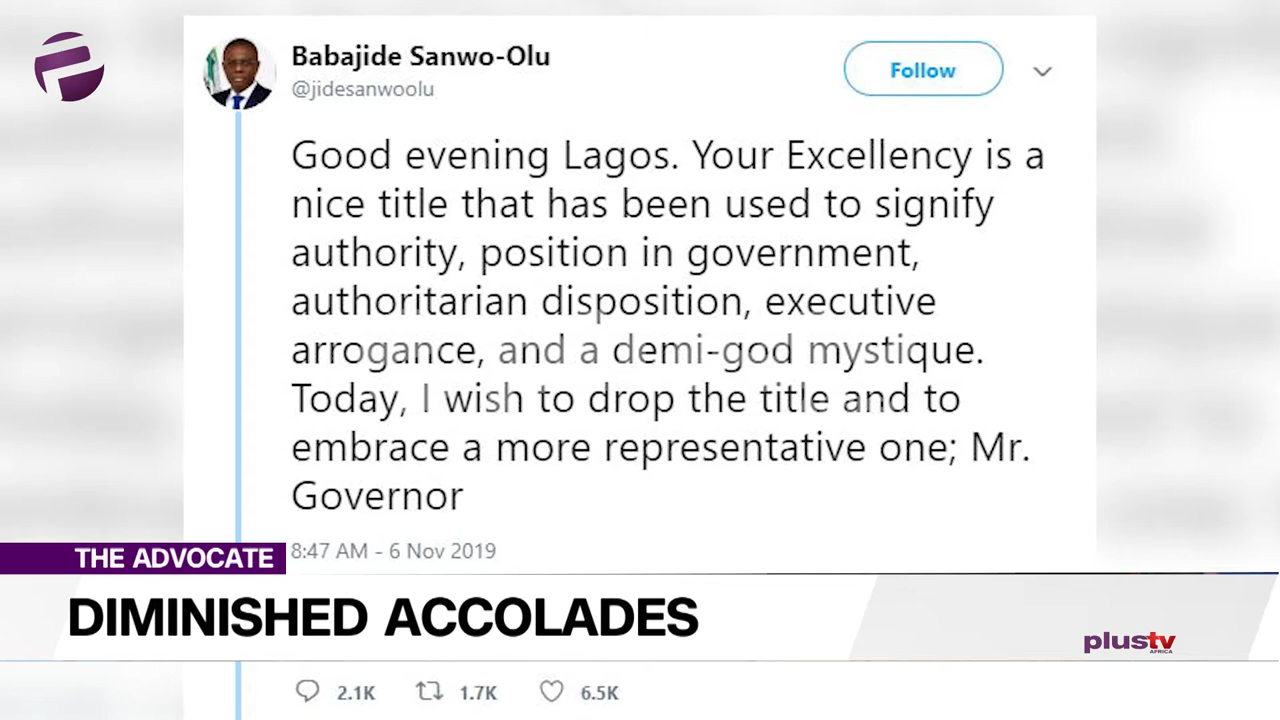 Babajide Sanwo-Olu
@jidesanwoolu
Follow
Good evening Lagos. Your Excellency is a
nice title that has been used to signify
authority, position in government,
authoritarian disposition, executive
arrogance, and a demi-god mystique.
Today, I wish to drop the title and to
embrace a more representative one; Mr.
Governor
8:47 AM - 6 Nov 2019
THE ADVOCATE
DIMINISHED ACCOLADES
plustv
AFRICA
2.1K 1.7K 6.5K